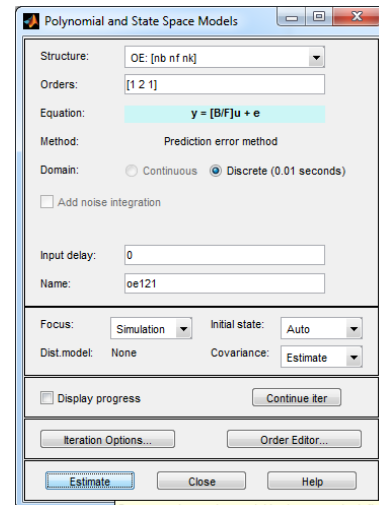 Polynomial and State Space Models
Structure: OE: [nb nf nk]
Orders: [1 2 1]
Equation: y = [B/F]u + e
Method: Prediction error method
Domain: Continuous Discrete (0.01 seconds)
Add noise integration
Input delay: 0
Name: oe121
Focus: Simulation Initial state: Auto
Dist.model: None Covariance: Estimate
Display progress Continue iter
Iteration Options... Order Editor...
Estimate Close Help